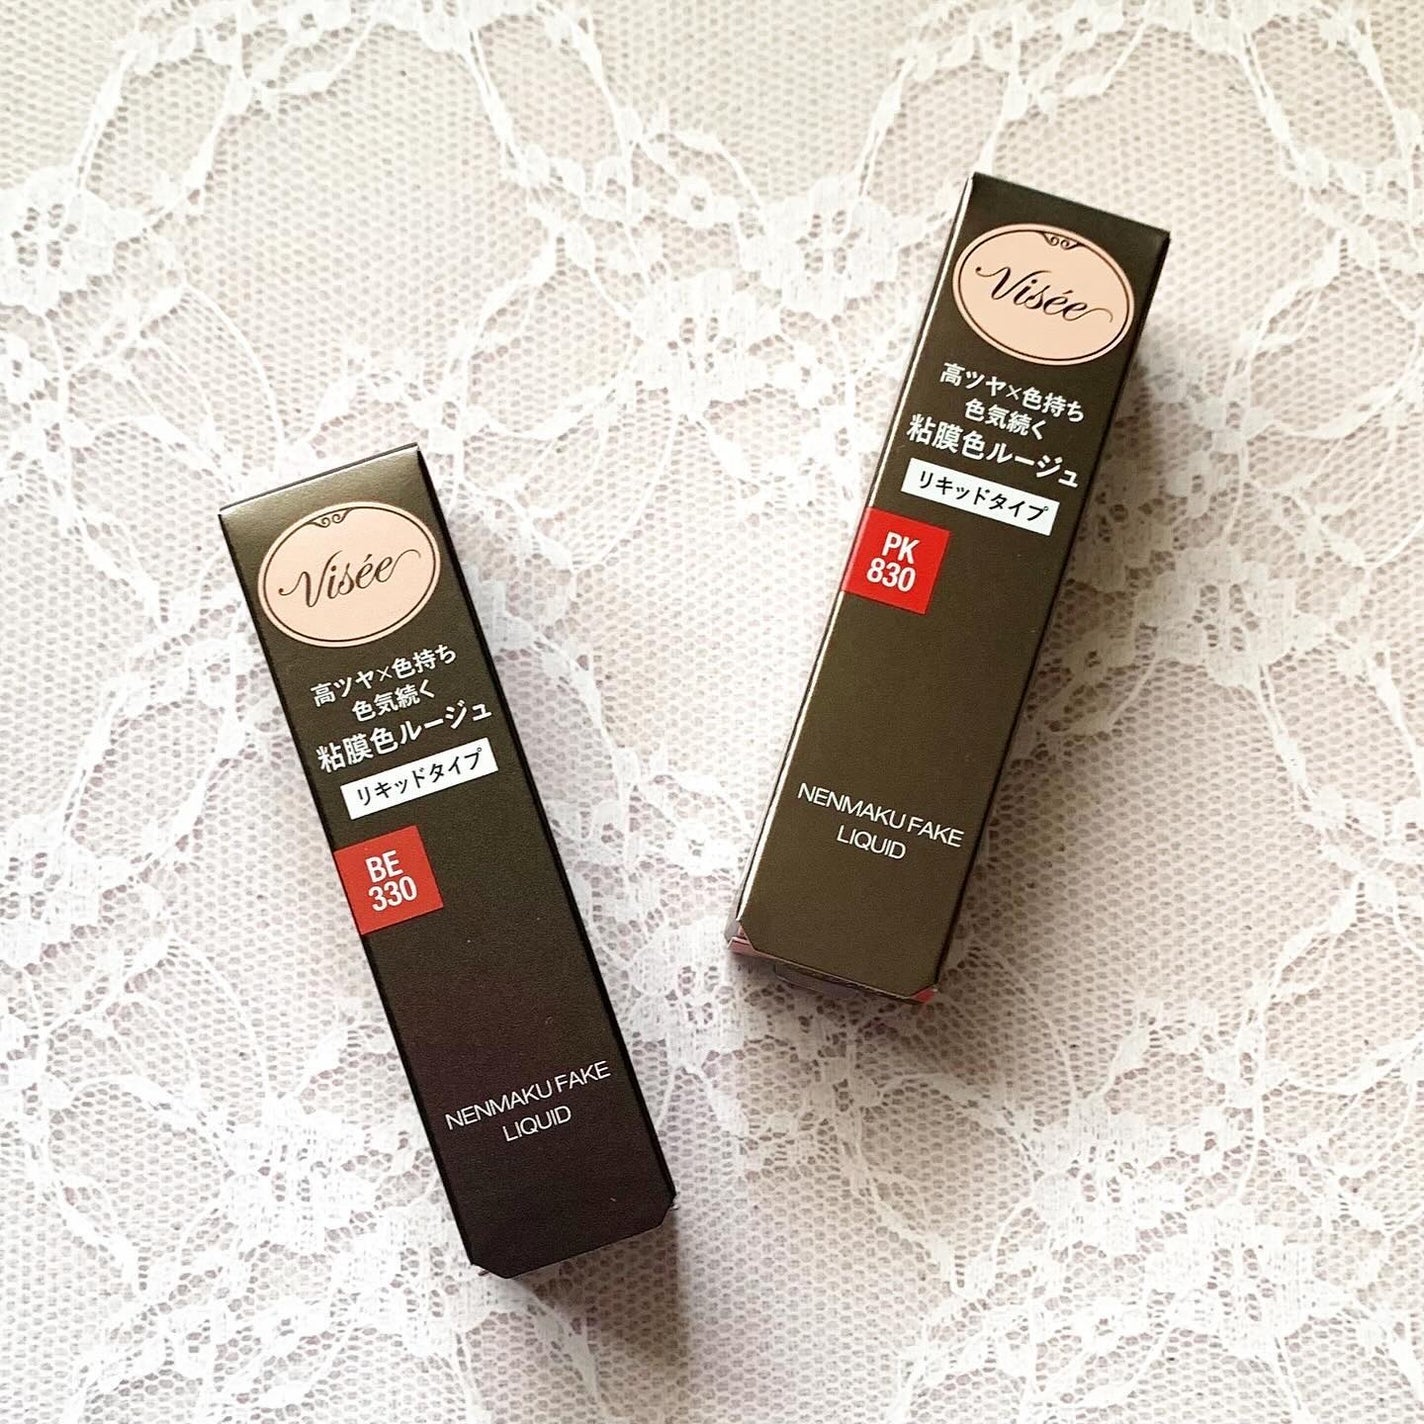 Visée
高ツヤ×色持ち
色気続く
粘膜色ルージュ
リキッドタイプ
BE
330
NENMAKU FAKE
LIQUID
Visée
高ツヤ×色持ち
色気続く
粘膜色ルージュ
リキッドタイプ
PK
830
NENMAKU FAKE
LIQUID